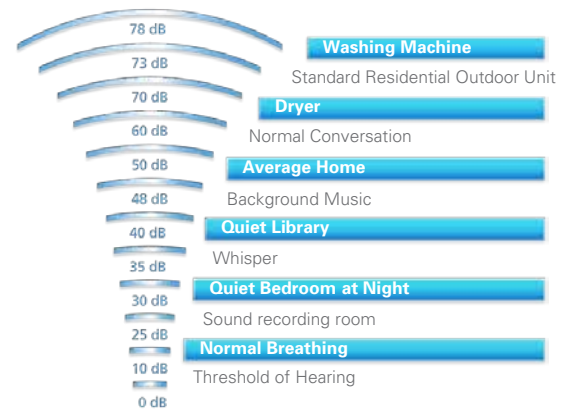 78 dB
Washing Machine
73 dB
Standard Residential Outdoor Unit
70 dB
Dryer
60 dB
Normal Conversation
50 dB
Average Home
48 dB
Background Music
40 dB
Quiet Library
35 dB
Whisper
30 dB
Quiet Bedroom at Night
25 dB
Sound recording room
10 dB
Normal Breathing
0 dB
Threshold of Hearing